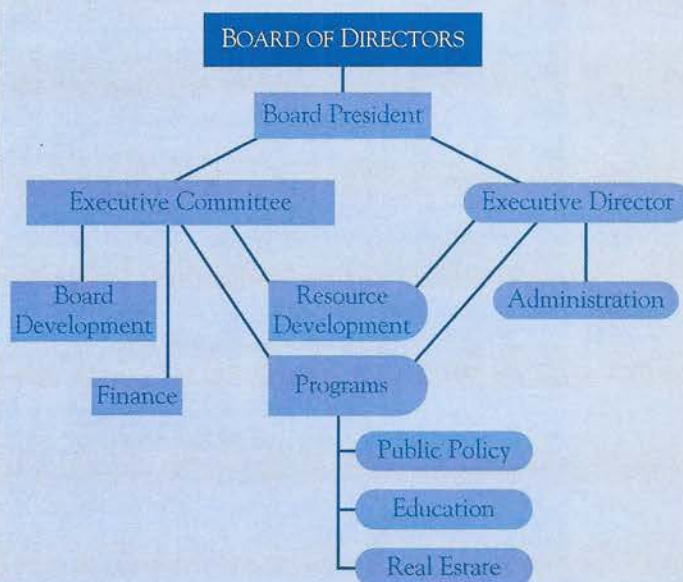 BOARD OF DIRECTORS
Board President
Executive Committee
Executive Director
Board
Development
Resource
Development
Administration
Finance
Programs
Public Policy
Education
Real Estare